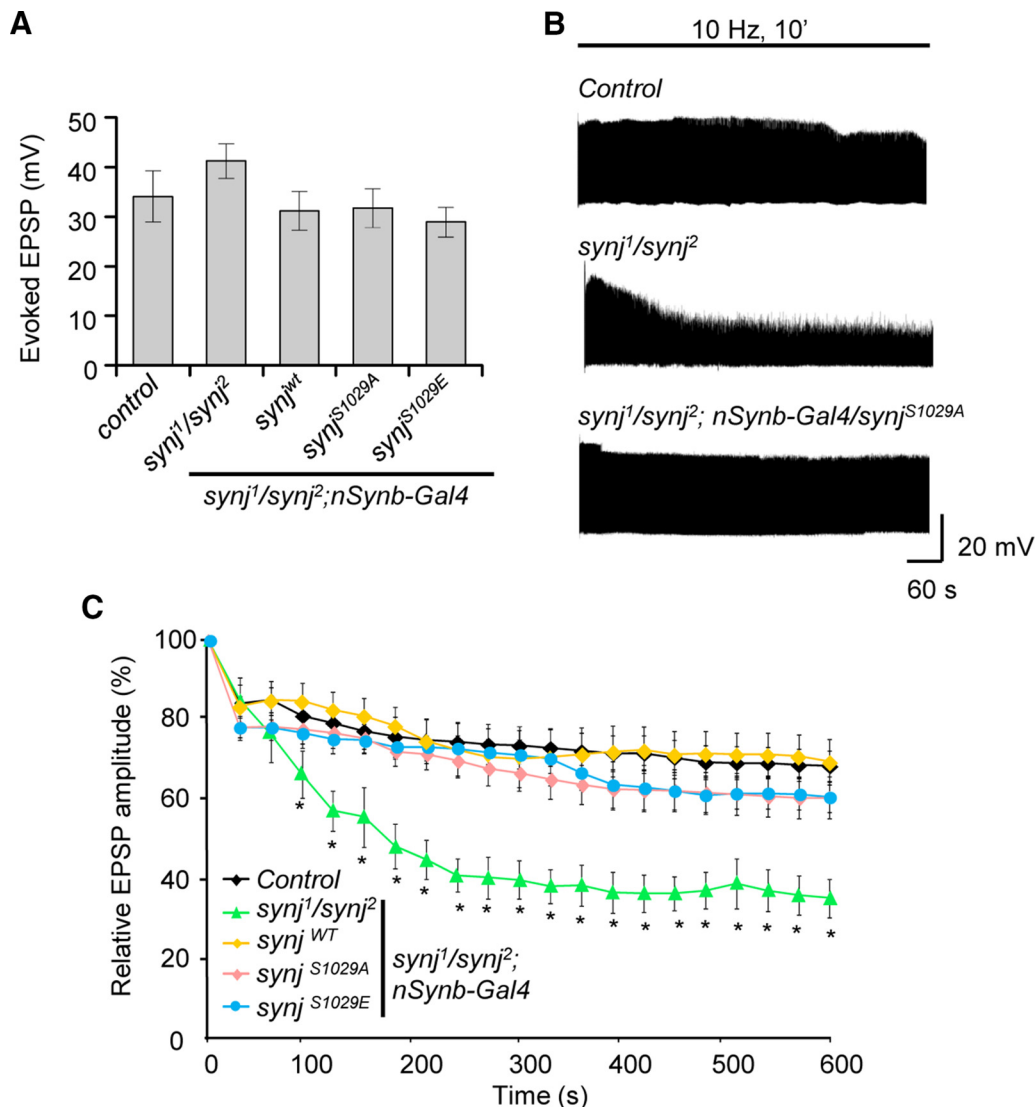 A
50
40
30
20
10
0
Evoked EPSP (mV)
control
synj¹/synj²
synjʷᵗ
synjS1029A
synjS1029E
synj¹/synj²;nSynb-Gal4
B
10 Hz, 10'
Control
synj¹/synj²
synj¹/synj²; nSynb-Gal4/synjS1029A
20 mV
60 s
C
100
80
60
40
20
0
Relative EPSP amplitude (%)
* * * * * * * * * * * * * * * * * *
Control
synj¹/synj²
synj WT
synj S1029A
synj S1029E
synj¹/synj²;
nSynb-Gal4
0 100 200 300 400 500 600
Time (s)